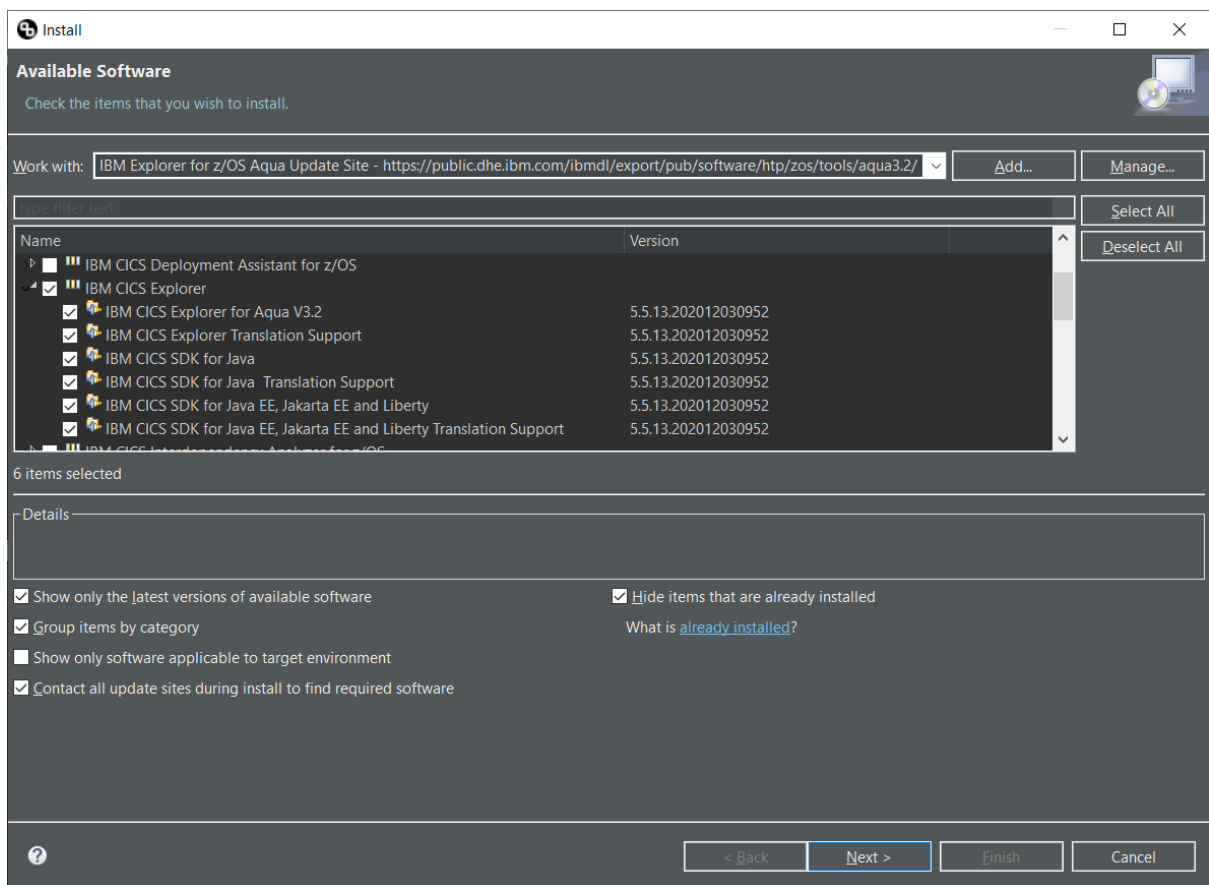 Install
Available Software
Check the items that you wish to install.
Work with: IBM Explorer for z/OS Aqua Update Site - https://public.dhe.ibm.com/ibmdl/export/pub/software/htp/zos/tools/aqua3.2/ Add... Manage...
type filter text Select All
Name Version Deselect All
IBM CICS Deployment Assistant for z/OS
IBM CICS Explorer
IBM CICS Explorer for Aqua V3.2 5.5.13.202012030952
IBM CICS Explorer Translation Support 5.5.13.202012030952
IBM CICS SDK for Java 5.5.13.202012030952
IBM CICS SDK for Java  Translation Support 5.5.13.202012030952
IBM CICS SDK for Java EE, Jakarta EE and Liberty 5.5.13.202012030952
IBM CICS SDK for Java EE, Jakarta EE and Liberty Translation Support 5.5.13.202012030952
IBM CICS Interdependency Analyzer for z/OS
6 items selected
Details
Show only the latest versions of available software Hide items that are already installed
Group items by category What is already installed?
Show only software applicable to target environment
Contact all update sites during install to find required software
? < Back Next > Finish Cancel